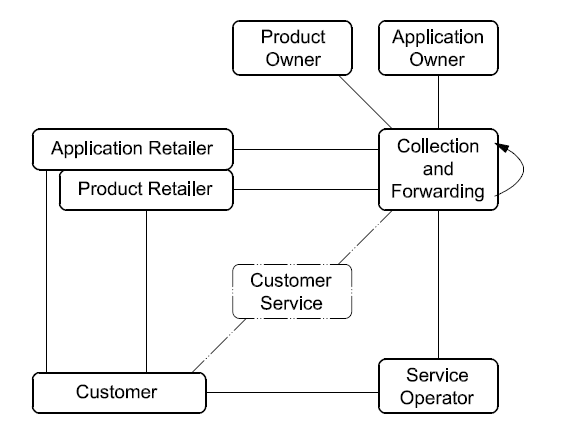 Product
Owner
Application
Owner
Application Retailer
Product Retailer
Collection
and
Forwarding
Customer
Service
Customer
Service
Operator